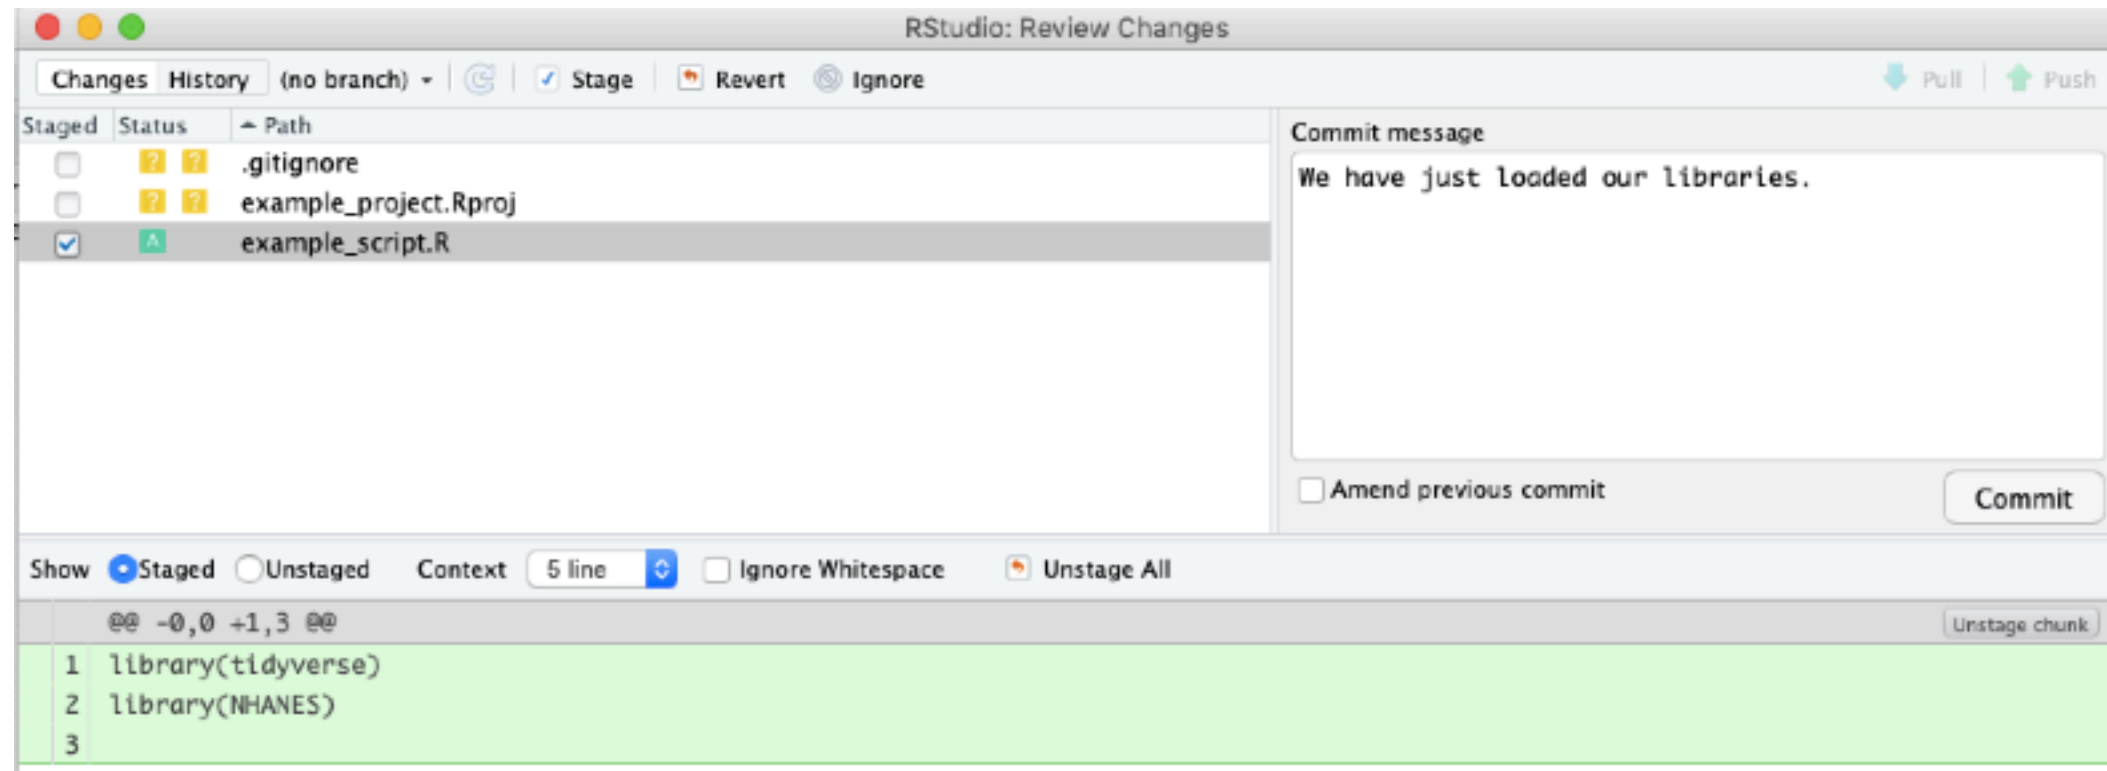 RStudio: Review Changes
Changes History (no branch) Stage Revert Ignore Pull Push
Staged Status Path
? ? .gitignore
? ? example_project.Rproj
A example_script.R
Commit message
We have just loaded our libraries.
Amend previous commit
Commit
Show Staged Unstaged Context 5 line Ignore Whitespace Unstage All
@@ -0,0 +1,3 @@ Unstage chunk
1 library(tidyverse)
2 library(NHANES)
3